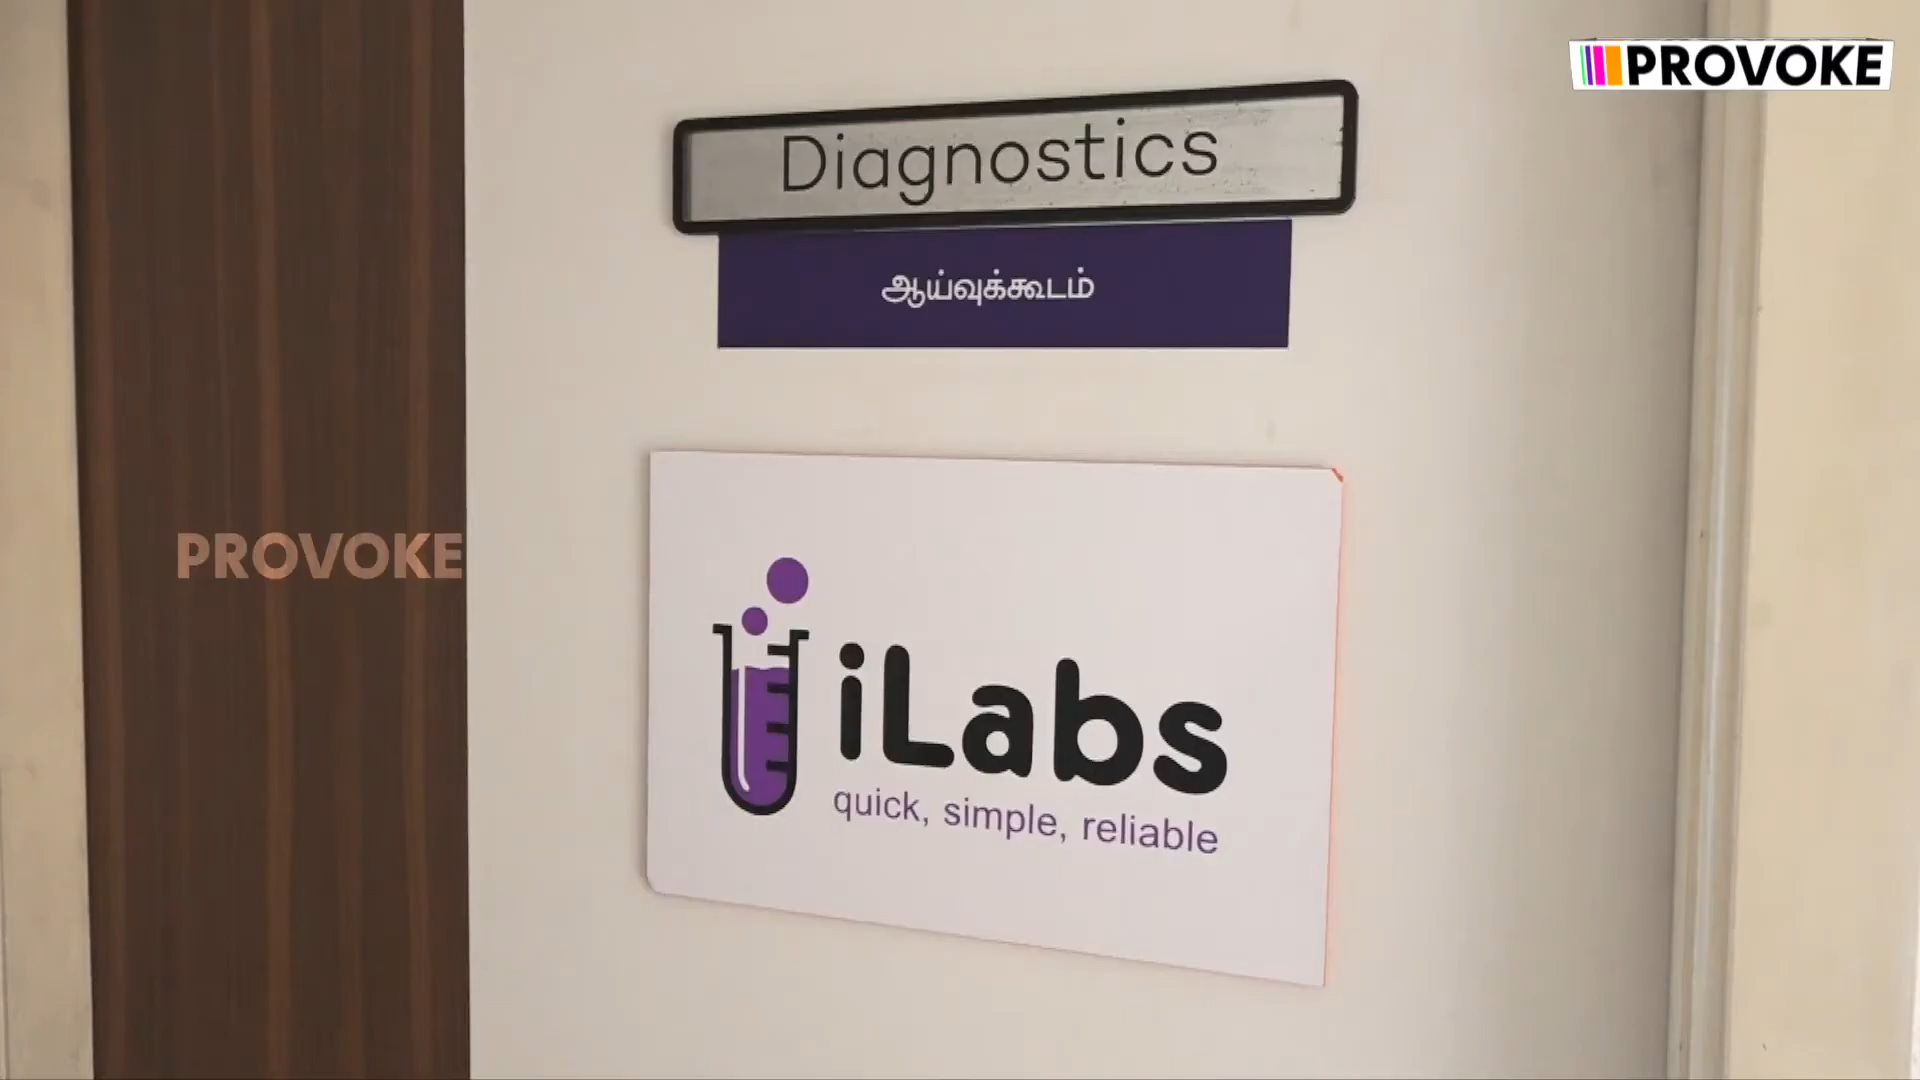 PROVOKE
Diagnostics
ஆய்வுக்கூடம்
PROVOKE
iLabs
quick, simple, reliable